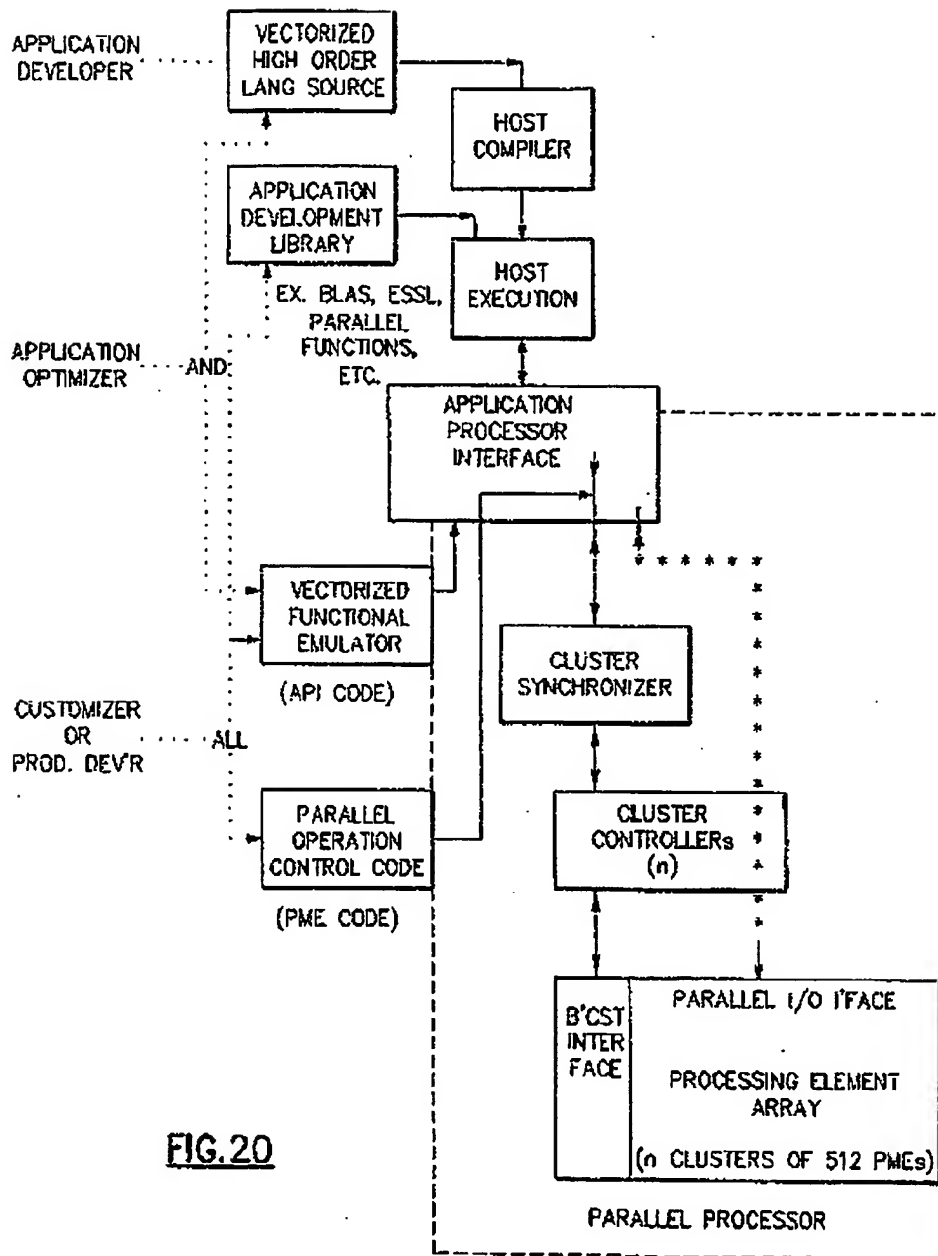 APPLICATION
DEVELOPER
VECTORIZED
HIGH ORDER
LANG SOURCE
HOST
COMPILER
APPLICATION
DEVELOPMENT
LIBRARY
HOST
EXECUTION
EX. BLAS, ESSL,
PARALLEL
FUNCTIONS,
ETC.
APPLICATION
OPTIMIZER
AND
APPLICATION
PROCESSOR
INTERFACE
VECTORIZED
FUNCTIONAL
EMULATOR
(API CODE)
CLUSTER
SYNCHRONIZER
CUSTOMIZER
OR
PROD. DEV'R
ALL
PARALLEL
OPERATION
CONTROL CODE
(PME CODE)
CLUSTER
CONTROLLERs
(n)
B'CST
INTER
FACE
PARALLEL I/O I'FACE
PROCESSING ELEMENT
ARRAY
(n CLUSTERS OF 512 PMEs)
FIG.20
PARALLEL PROCESSOR